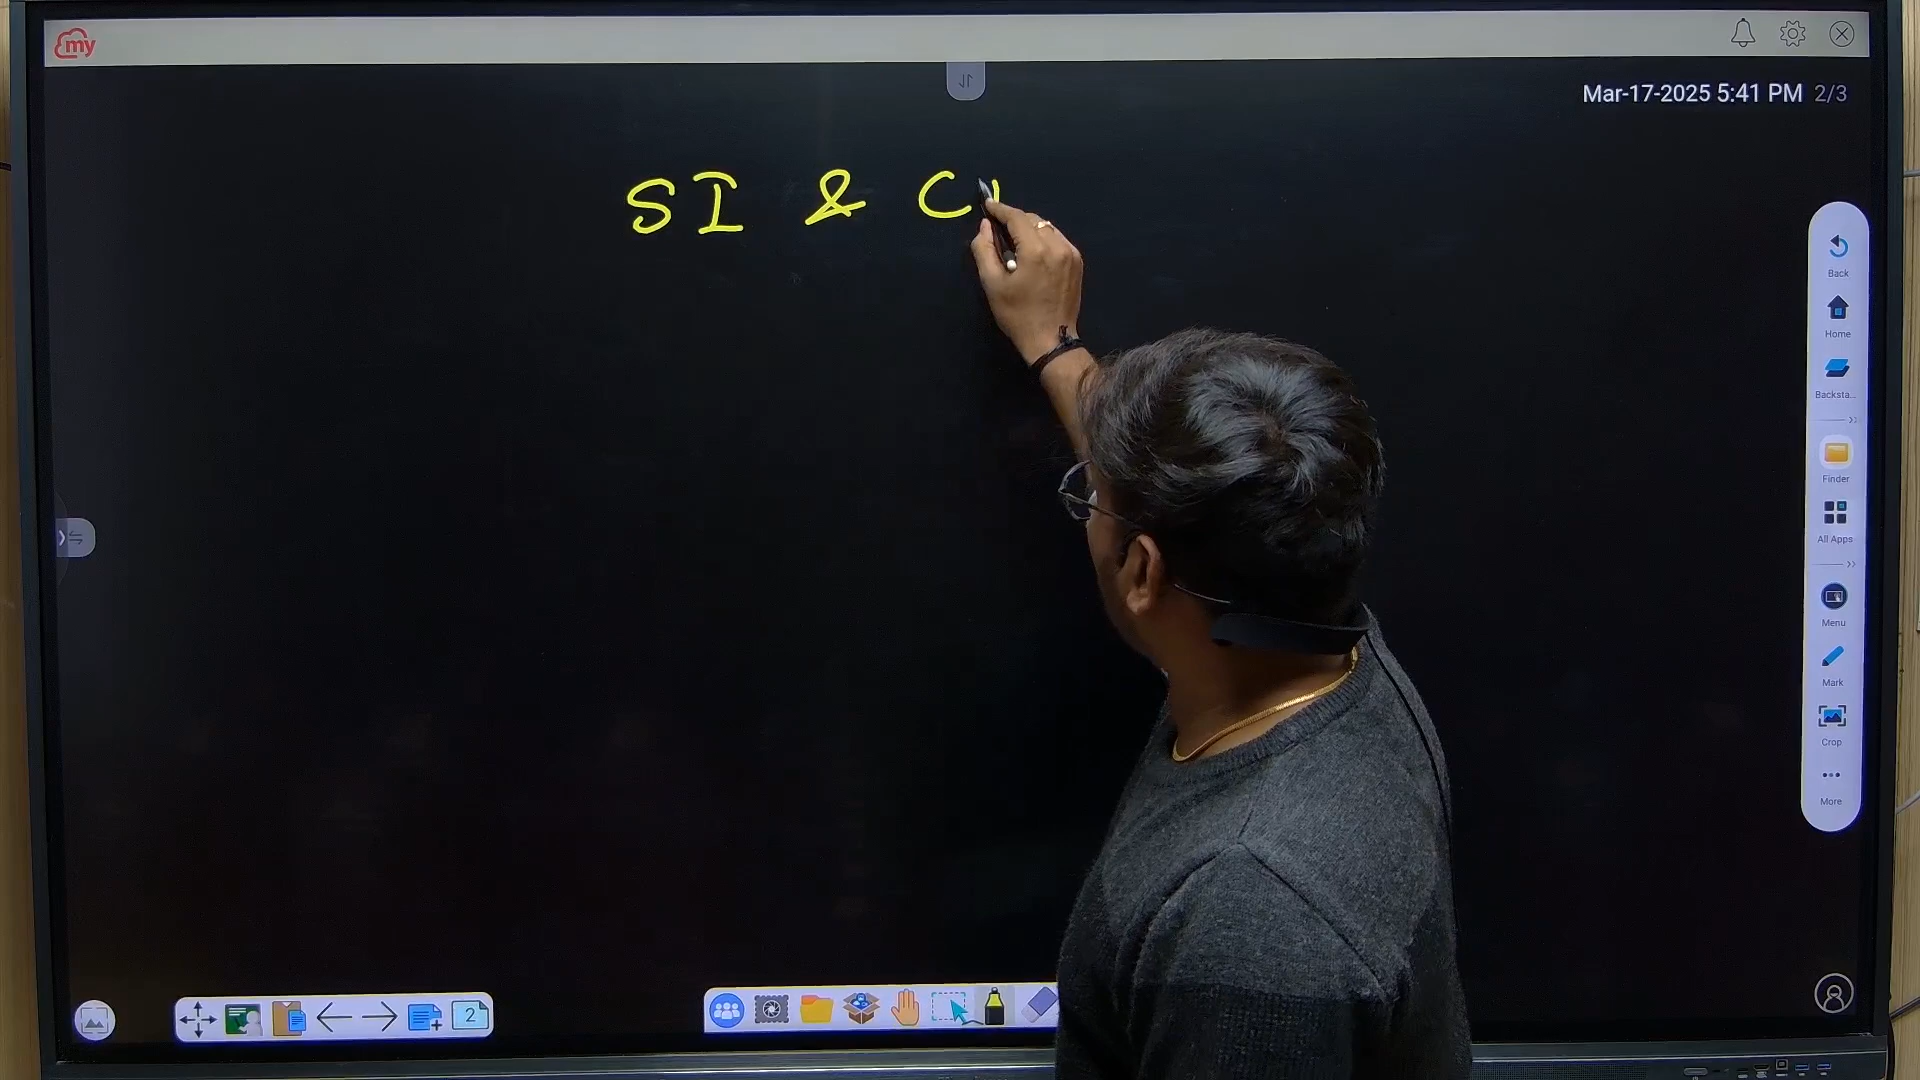 my
Mar-17-2025 5:41 PM 2/3
SI & C
Back
Home
Backsta...
Finder
All Apps
Menu
Mark
Crop
More
2